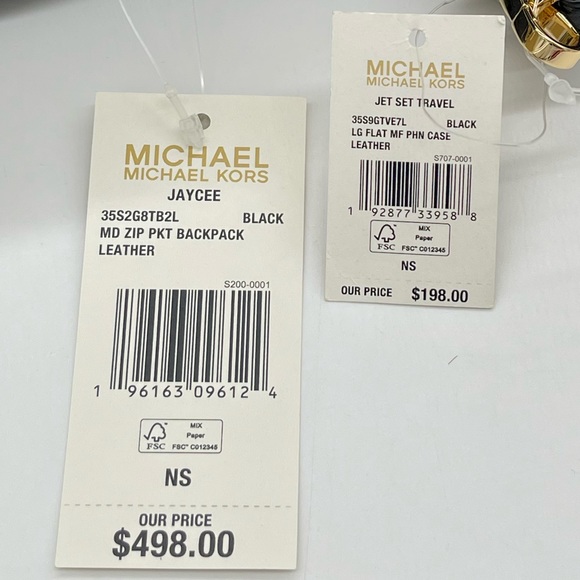 MICHAEL
MICHAEL KORS
JAYCEE
35S2G8TB2L BLACK
MD ZIP PKT BACKPACK
LEATHER
S200-0001
1 96163 09612 4
FSC
MIX
Paper
FSC™ C012345
NS
OUR PRICE
$498.00
MICHAEL
MICHAEL KORS
JET SET TRAVEL
35S9GTVE7L BLACK
LG FLAT MF PHN CASE
LEATHER
S707-0001
1 92877 33958 8
FSC
MIX
Paper
FSC™ C012345
NS
OUR PRICE $198.00